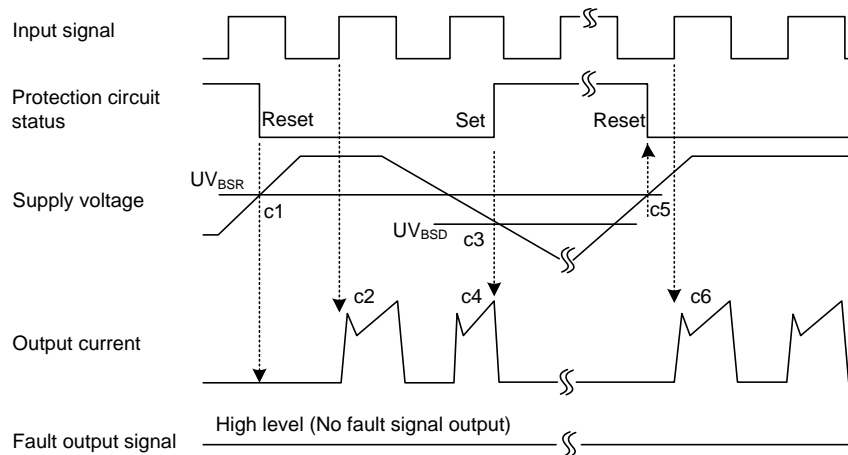 Input signal
Protection circuit
status
Reset
Set
Reset
Supply voltage
UVBSR
c1
UVBSD
c3
c5
c2
c4
c6
Output current
High level (No fault signal output)
Fault output signal